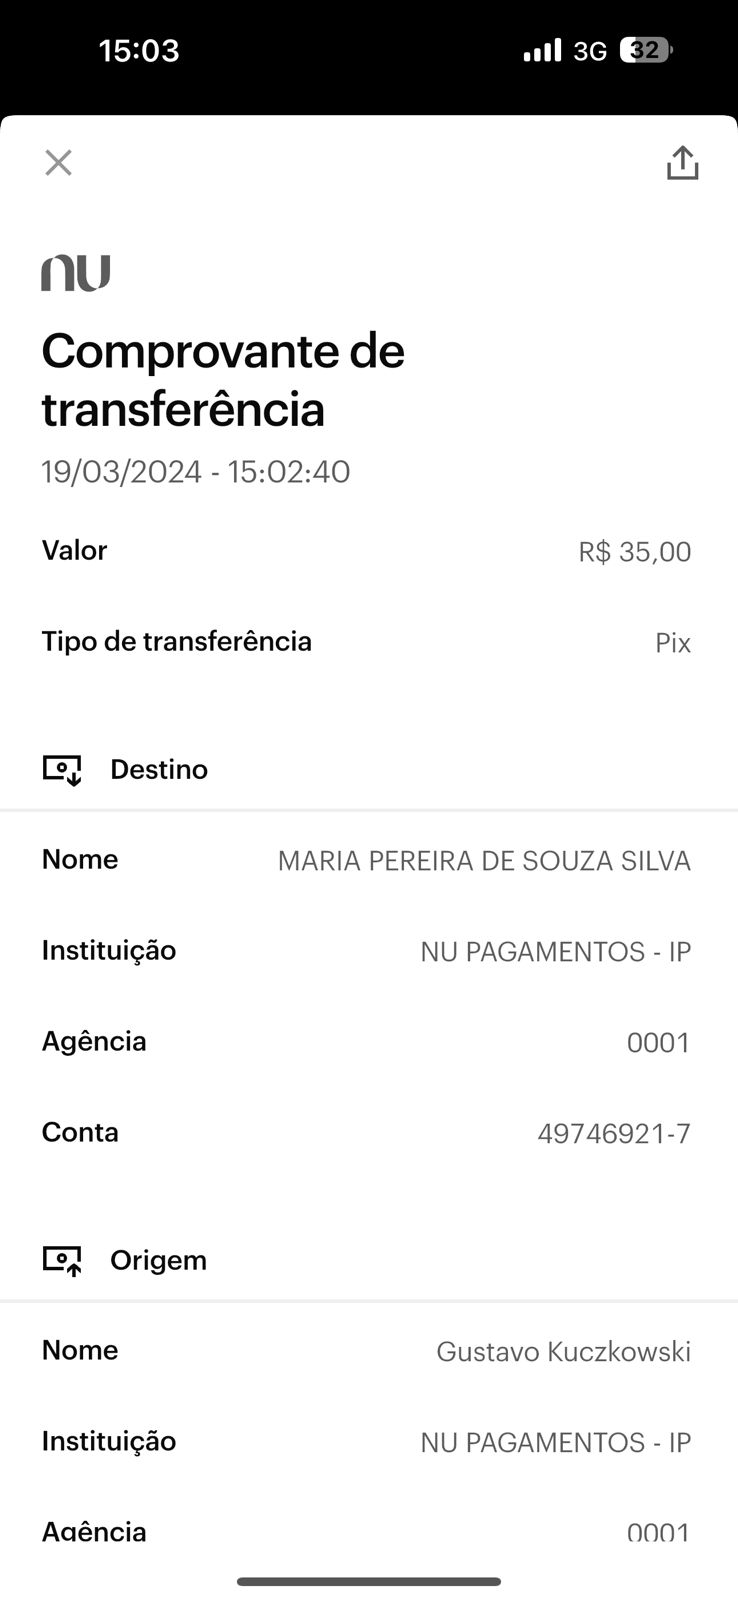 15:03 3G 32
nu
Comprovante de
transferência
19/03/2024 - 15:02:40
Valor R$ 35,00
Tipo de transferência Pix
Destino
Nome MARIA PEREIRA DE SOUZA SILVA
Instituição NU PAGAMENTOS - IP
Agência 0001
Conta 49746921-7
Origem
Nome Gustavo Kuczkowski
Instituição NU PAGAMENTOS - IP
Agência 0001